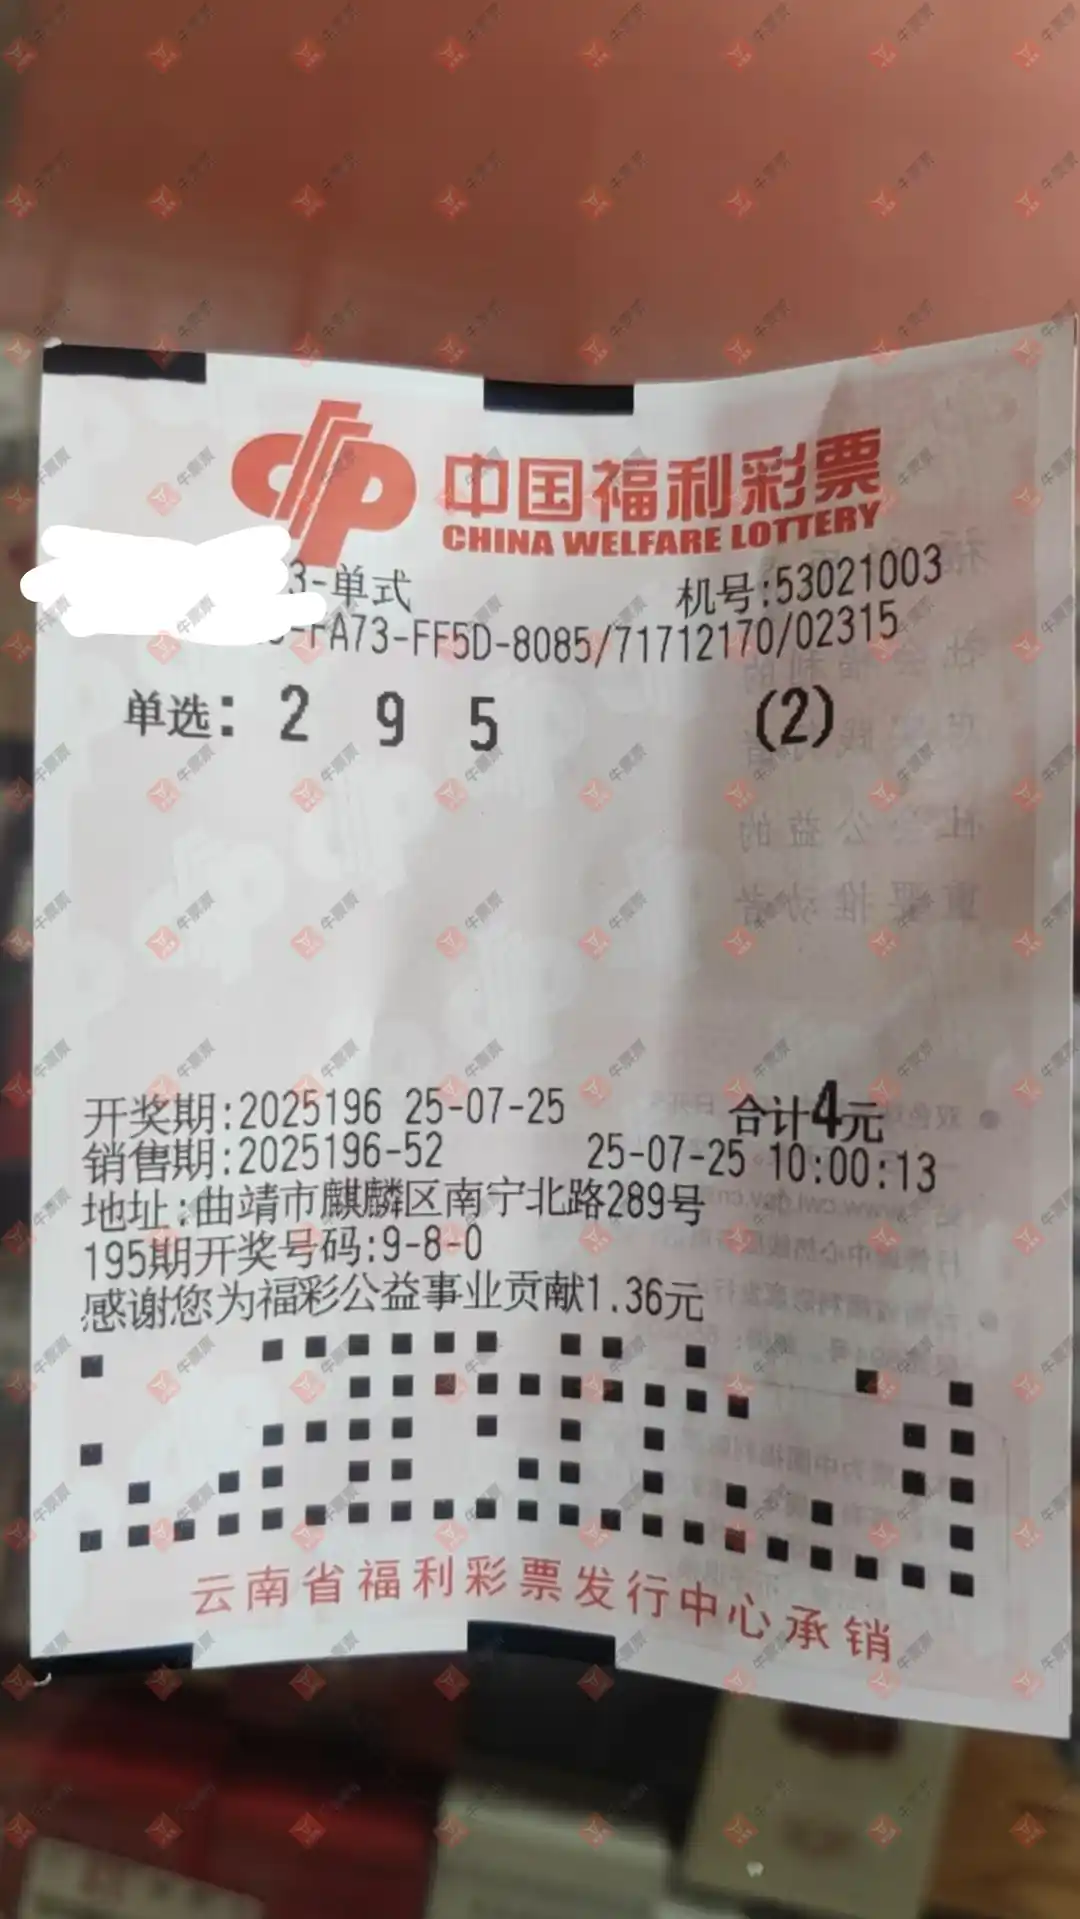 中国福利彩票
CHINA WELFARE LOTTERY
3-单式 机号:53021003
-FA73-FF5D-8085/71712170/02315
单选: 2 9 5 (2)
开奖期:2025196 25-07-25 合计4元
销售期:2025196-52 25-07-25 10:00:13
地址:曲靖市麒麟区南宁北路289号
195期开奖号码:9-8-0
感谢您为福彩公益事业贡献1.36元
云南省福利彩票发行中心承销
牛票票